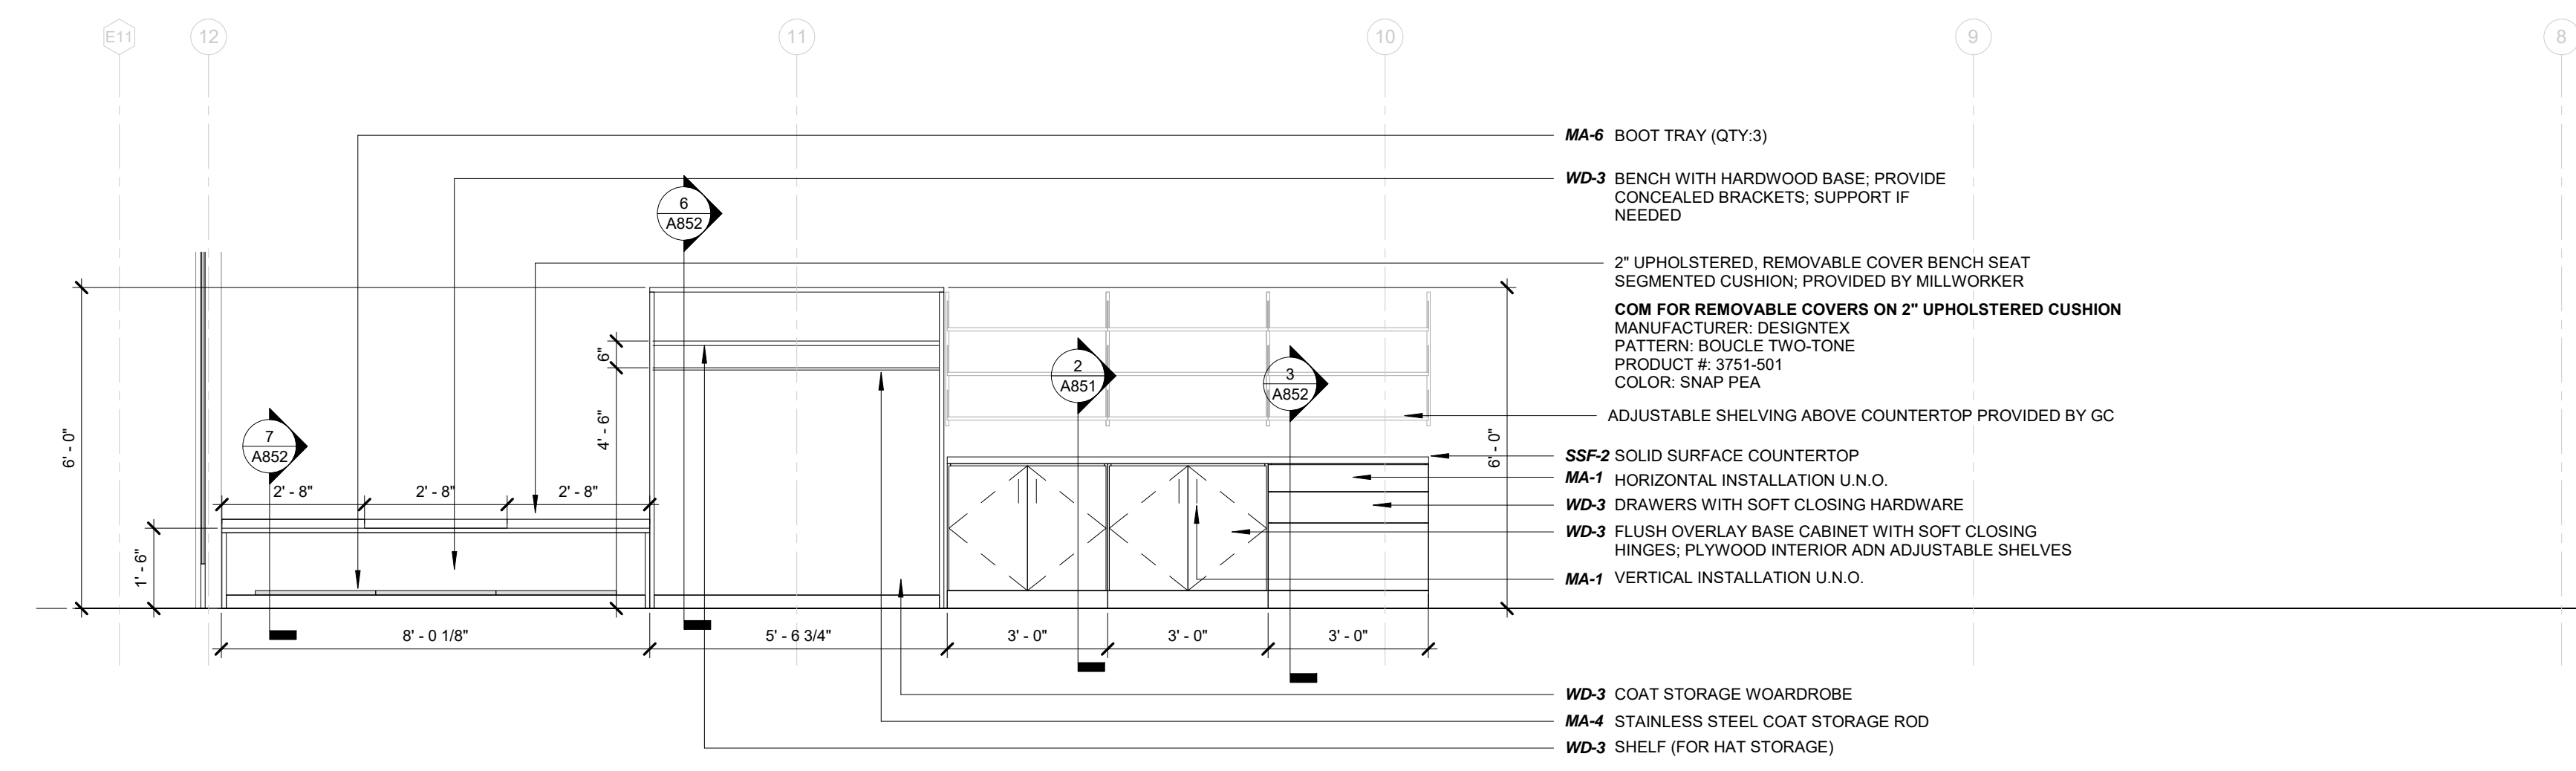 E11
12
11
10
9
8
MA-6 BOOT TRAY (QTY:3)
WD-3 BENCH WITH HARDWOOD BASE; PROVIDE
CONCEALED BRACKETS; SUPPORT IF
NEEDED
6
A852
2" UPHOLSTERED, REMOVABLE COVER BENCH SEAT
SEGMENTED CUSHION; PROVIDED BY MILLWORKER
COM FOR REMOVABLE COVERS ON 2" UPHOLSTERED CUSHION
MANUFACTURER: DESIGNTEX
PATTERN: BOUCLE TWO-TONE
PRODUCT #: 3751-501
COLOR: SNAP PEA
6"
2
A851
3
A852
ADJUSTABLE SHELVING ABOVE COUNTERTOP PROVIDED BY GC
6' - 0"
7
A852
4' - 6"
6' - 0"
SSF-2 SOLID SURFACE COUNTERTOP
MA-1 HORIZONTAL INSTALLATION U.N.O.
2' - 8"
2' - 8"
2' - 8"
WD-3 DRAWERS WITH SOFT CLOSING HARDWARE
WD-3 FLUSH OVERLAY BASE CABINET WITH SOFT CLOSING
HINGES; PLYWOOD INTERIOR ADN ADJUSTABLE SHELVES
1' - 6"
MA-1 VERTICAL INSTALLATION U.N.O.
8' - 0 1/8"
5' - 6 3/4"
3' - 0"
3' - 0"
3' - 0"
WD-3 COAT STORAGE WOARDROBE
MA-4 STAINLESS STEEL COAT STORAGE ROD
WD-3 SHELF (FOR HAT STORAGE)